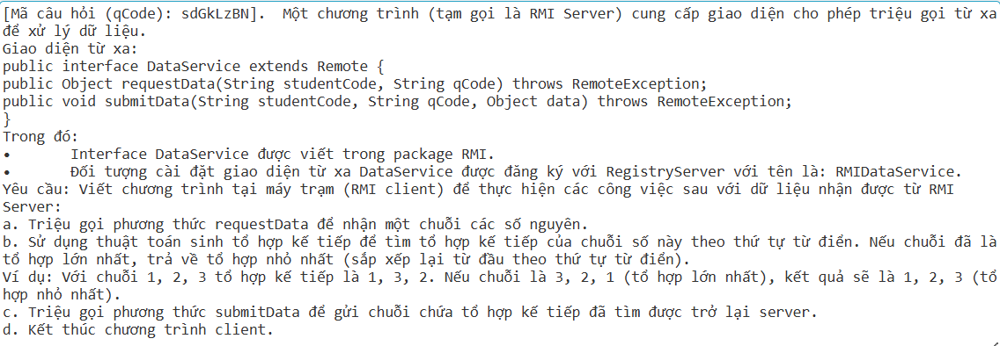 [Mã câu hỏi (qCode): sdGkLzBN].  Một chương trình (tạm gọi là RMI Server) cung cấp giao diện cho phép triệu gọi từ xa
để xử lý dữ liệu.
Giao diện từ xa:
public interface DataService extends Remote {
public Object requestData(String studentCode, String qCode) throws RemoteException;
public void submitData(String studentCode, String qCode, Object data) throws RemoteException;
}
Trong đó:
•	Interface DataService được viết trong package RMI.
•	Đối tượng cài đặt giao diện từ xa DataService được đăng ký với RegistryServer với tên là: RMIDataService.
Yêu cầu: Viết chương trình tại máy trạm (RMI client) để thực hiện các công việc sau với dữ liệu nhận được từ RMI
Server:
a. Triệu gọi phương thức requestData để nhận một chuỗi các số nguyên.
b. Sử dụng thuật toán sinh tổ hợp kế tiếp để tìm tổ hợp kế tiếp của chuỗi số này theo thứ tự từ điển. Nếu chuỗi đã là
tổ hợp lớn nhất, trả về tổ hợp nhỏ nhất (sắp xếp lại từ đầu theo thứ tự từ điển).
Ví dụ: Với chuỗi 1, 2, 3 tổ hợp kế tiếp là 1, 3, 2. Nếu chuỗi là 3, 2, 1 (tổ hợp lớn nhất), kết quả sẽ là 1, 2, 3 (tổ
hợp nhỏ nhất).
c. Triệu gọi phương thức submitData để gửi chuỗi chứa tổ hợp kế tiếp đã tìm được trở lại server.
d. Kết thúc chương trình client.